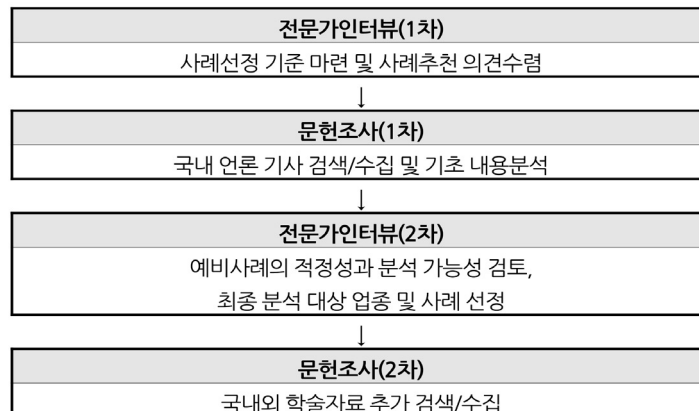 전문가인터뷰(1차)
사례선정 기준 마련 및 사례추천 의견수렴
↓
문헌조사(1차)
국내 언론 기사 검색/수집 및 기초 내용분석
↓
전문가인터뷰(2차)
예비사례의 적정성과 분석 가능성 검토,
최종 분석 대상 업종 및 사례 선정
↓
문헌조사(2차)
국내외 학술자료 추가 검색/수집